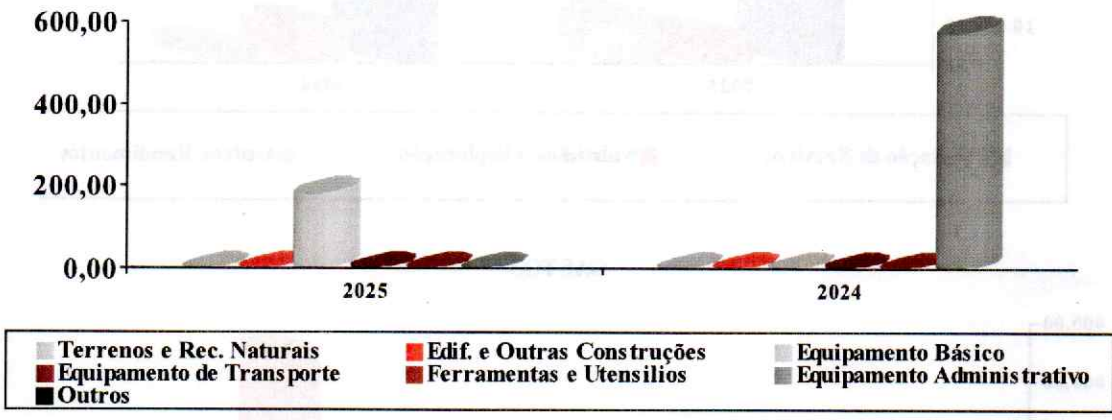 600,00
400,00
200,00
0,00
2025 2024
Terrenos e Rec. Naturais Edif. e Outras Construções Equipamento Básico
Equipamento de Transporte Ferramentas e Utensilios Equipamento Administrativo
Outros